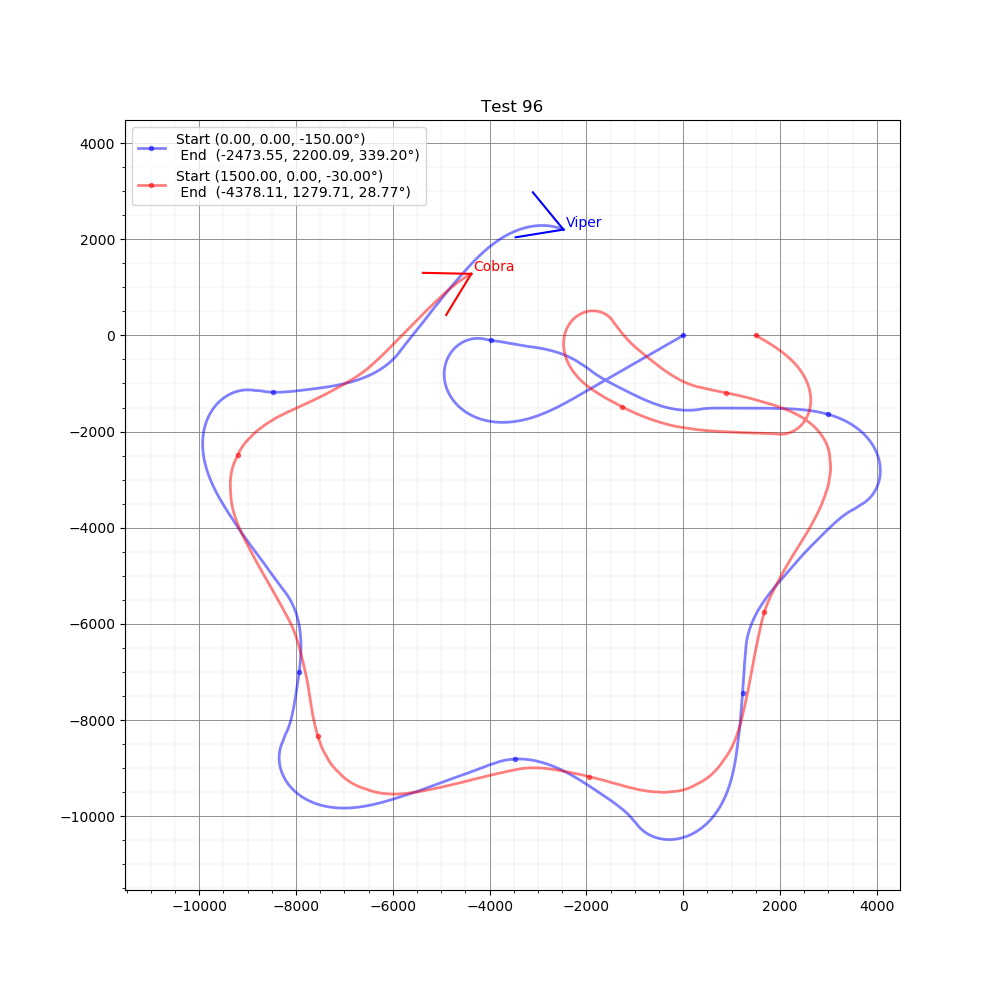 Test 96
Start (0.00, 0.00, -150.00°)
End  (-2473.55, 2200.09, 339.20°)
Start (1500.00, 0.00, -30.00°)
End  (-4378.11, 1279.71, 28.77°)
4000
2000
0
−2000
−4000
−6000
−8000
−10000
Viper
Cobra
−10000
−8000
−6000
−4000
−2000
0
2000
4000